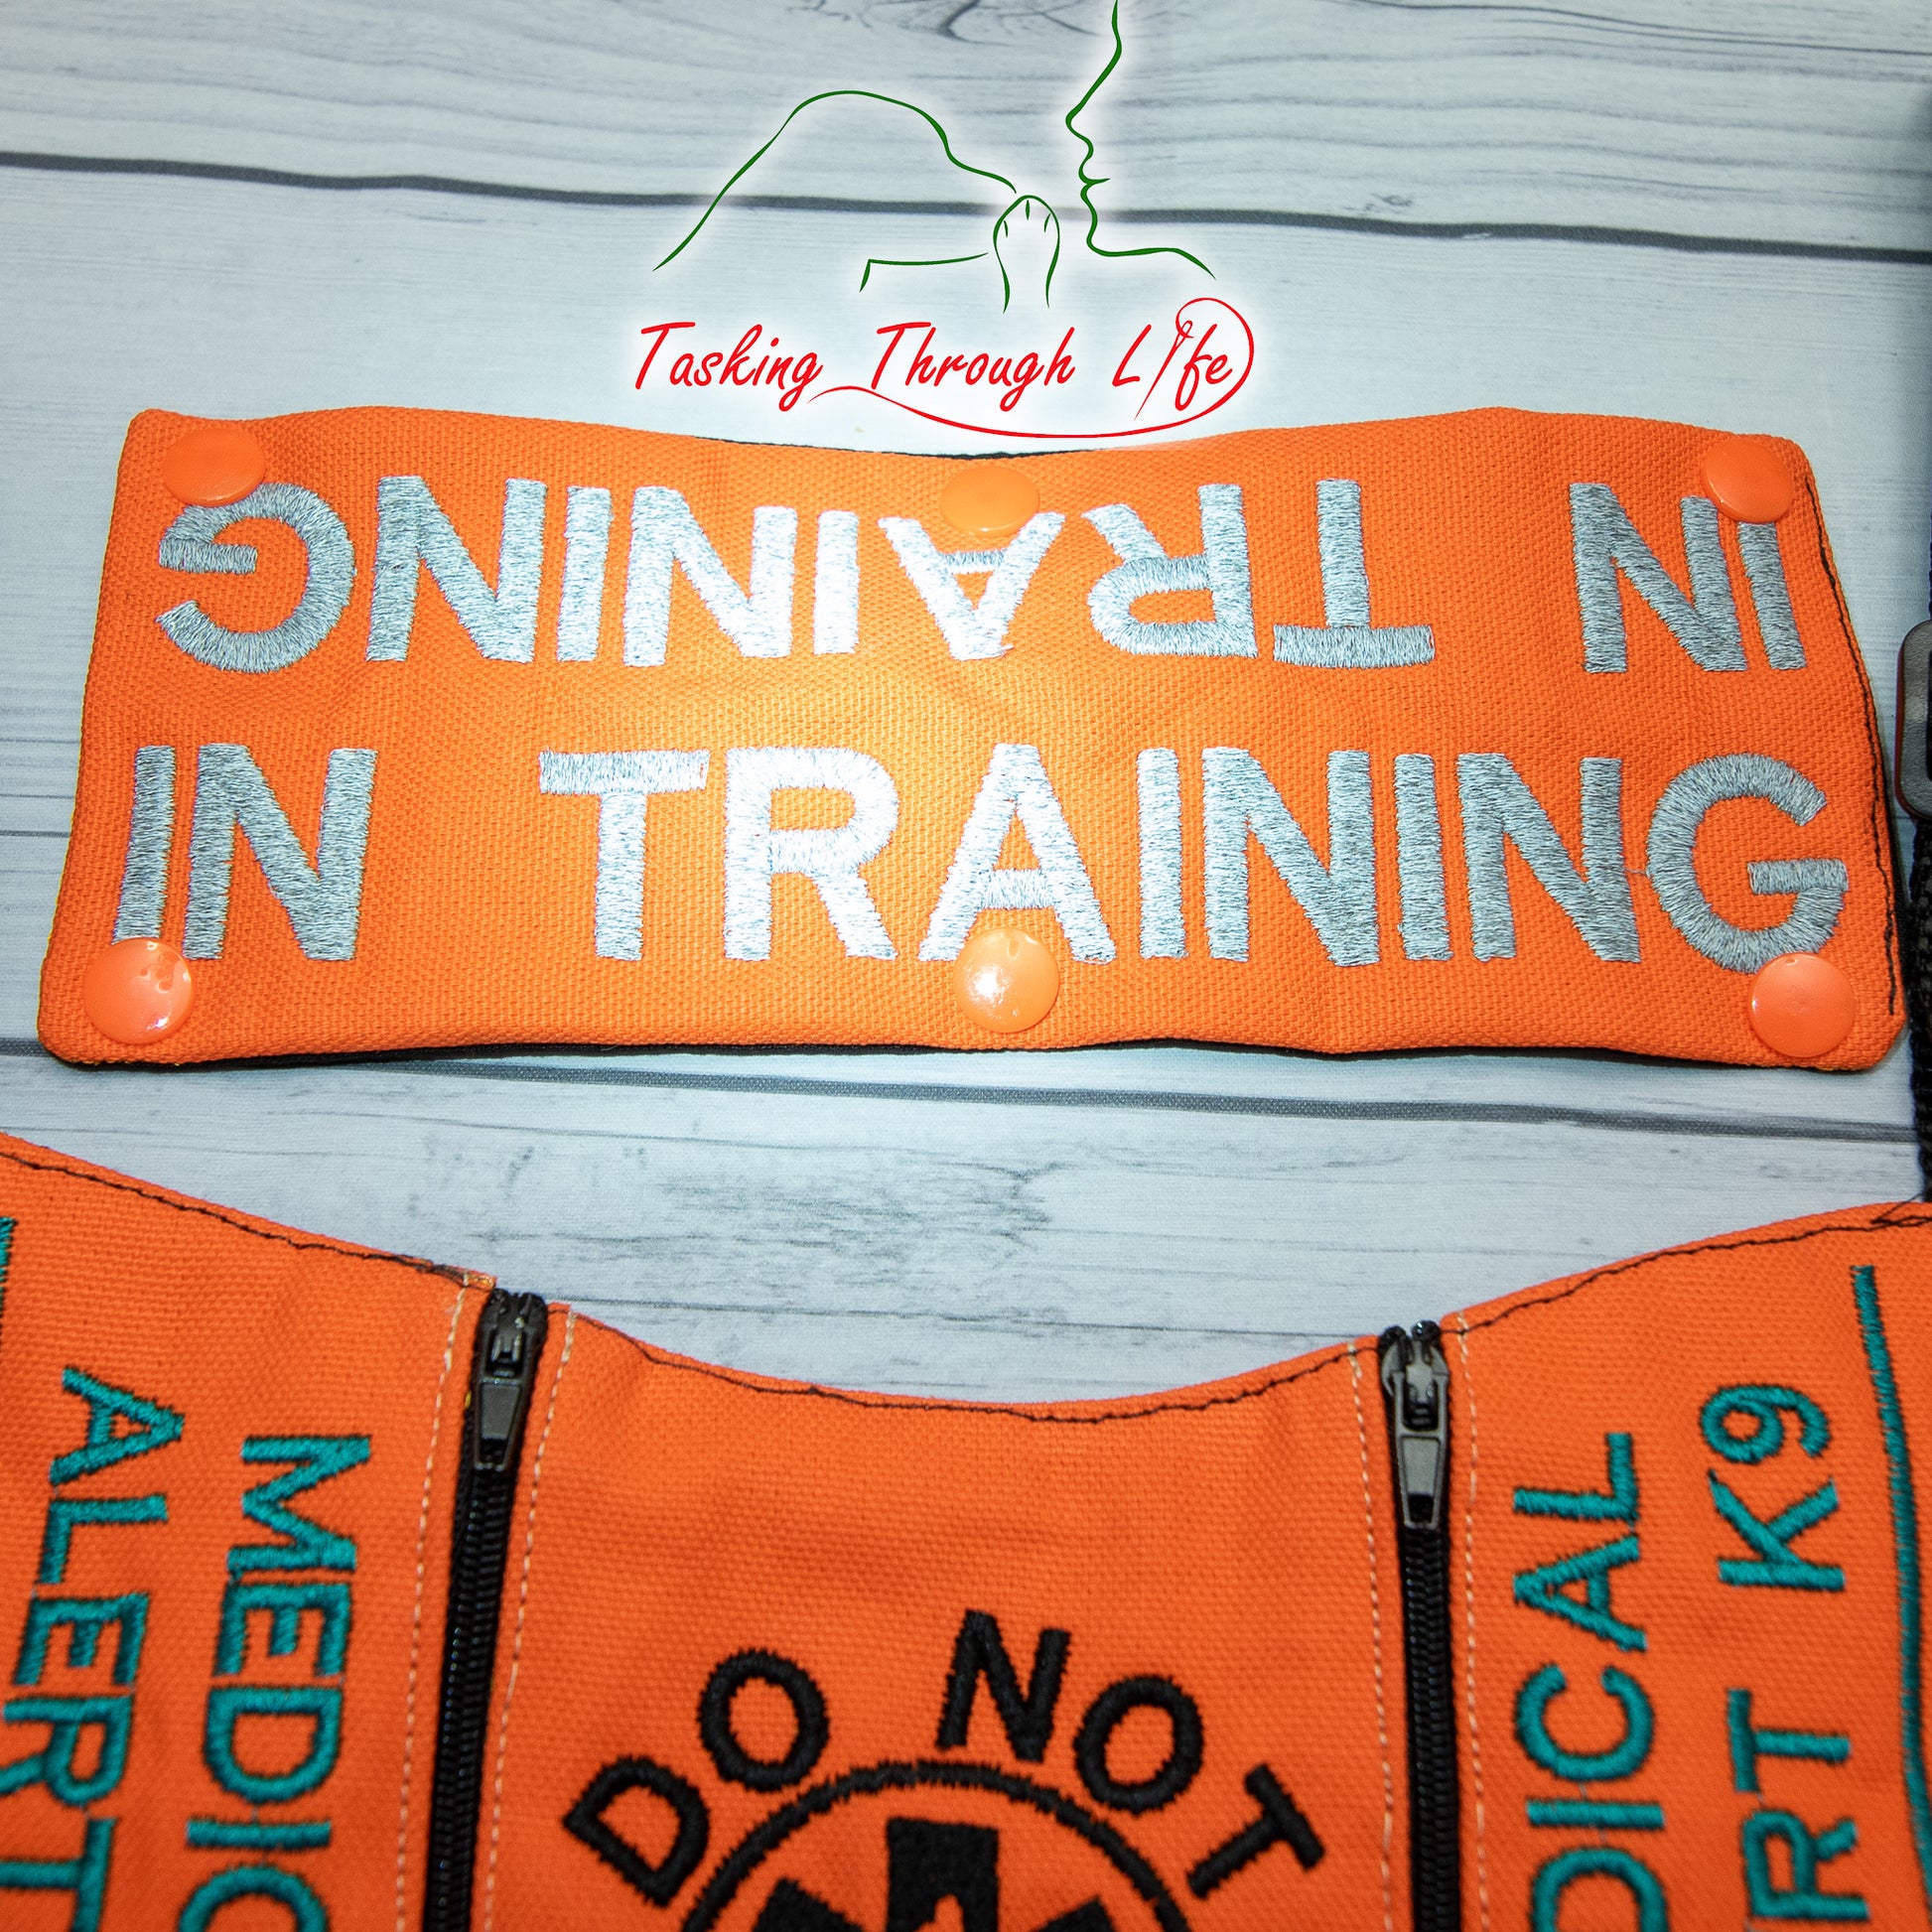 Tasking Through Life
IN TRAINING
IN TRAINING
MEDIC
ALERT
DO NOT
DICAL
RT K9